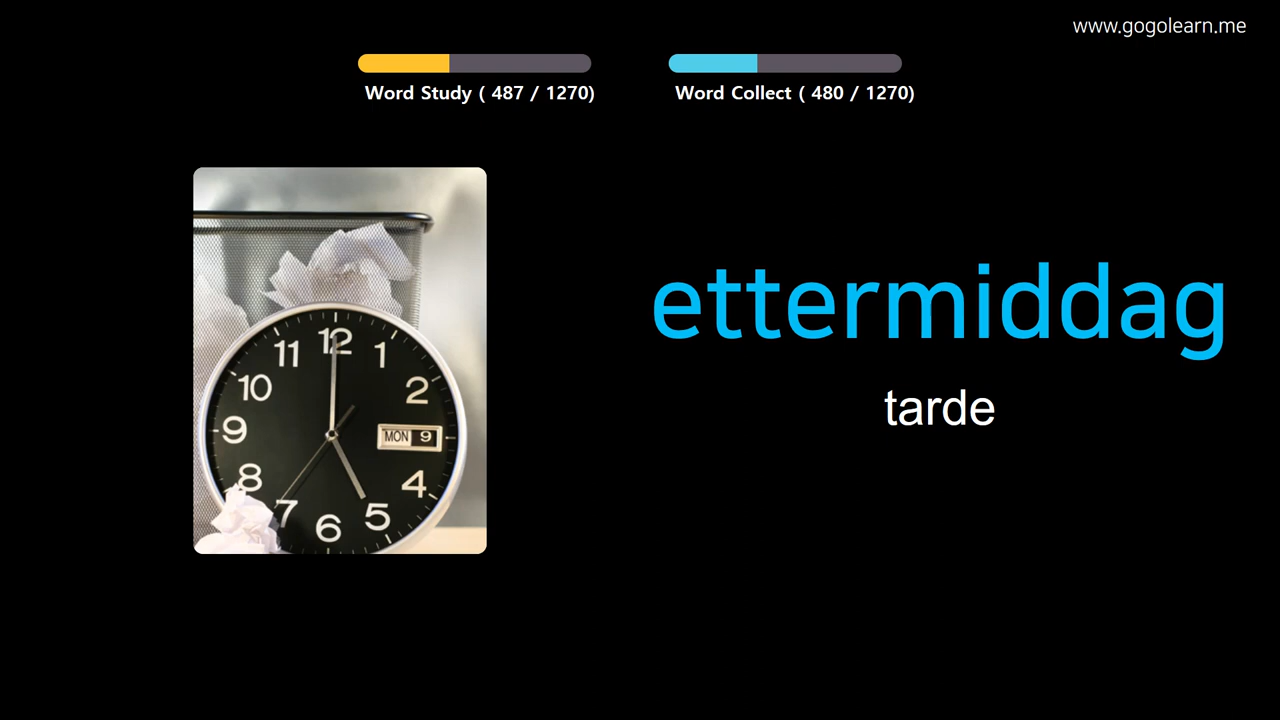 www.gogolearn.me
Word Study ( 487 / 1270)
Word Collect ( 480 / 1270)
12
11
1
10
2
9
MON 9
8
4
7
5
6
ettermiddag
tarde